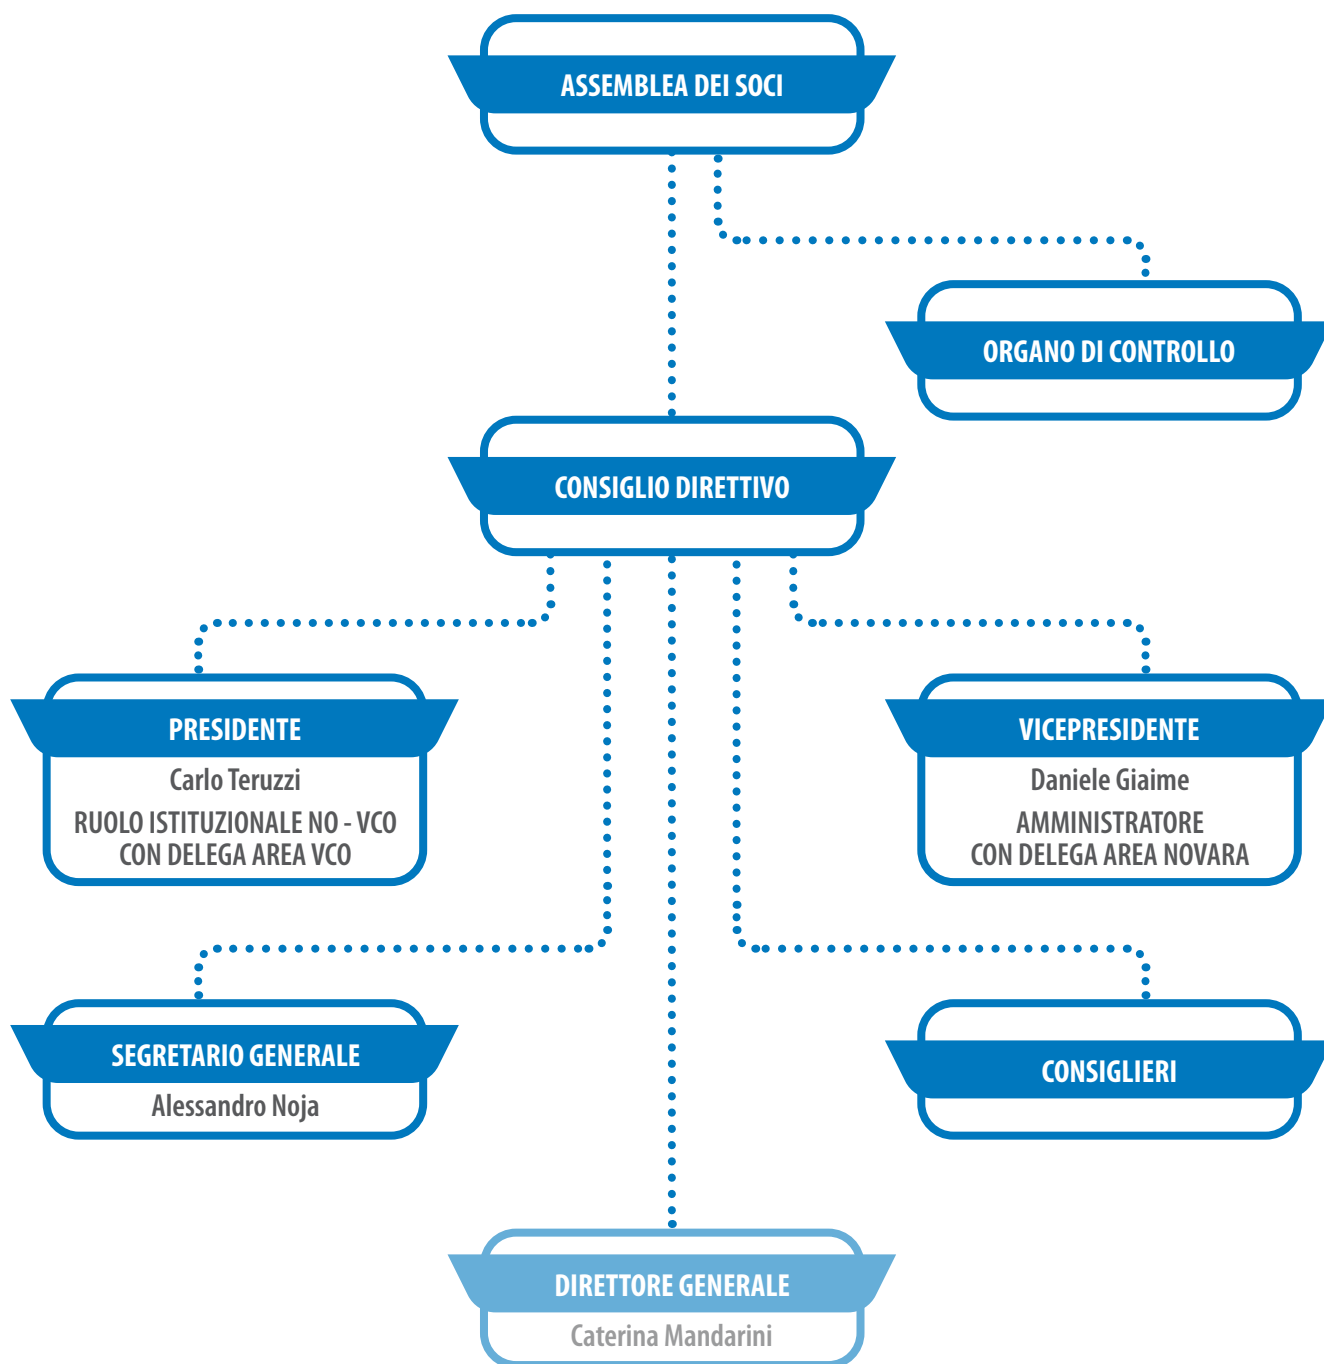 ASSEMBLEA DEI SOCI
ORGANO DI CONTROLLO
CONSIGLIO DIRETTIVO
PRESIDENTE
Carlo Teruzzi
RUOLO ISTITUZIONALE NO - VCO
CON DELEGA AREA VCO
VICEPRESIDENTE
Daniele Giaime
AMMINISTRATORE
CON DELEGA AREA NOVARA
SEGRETARIO GENERALE
Alessandro Noja
CONSIGLIERI
DIRETTORE GENERALE
Caterina Mandarini